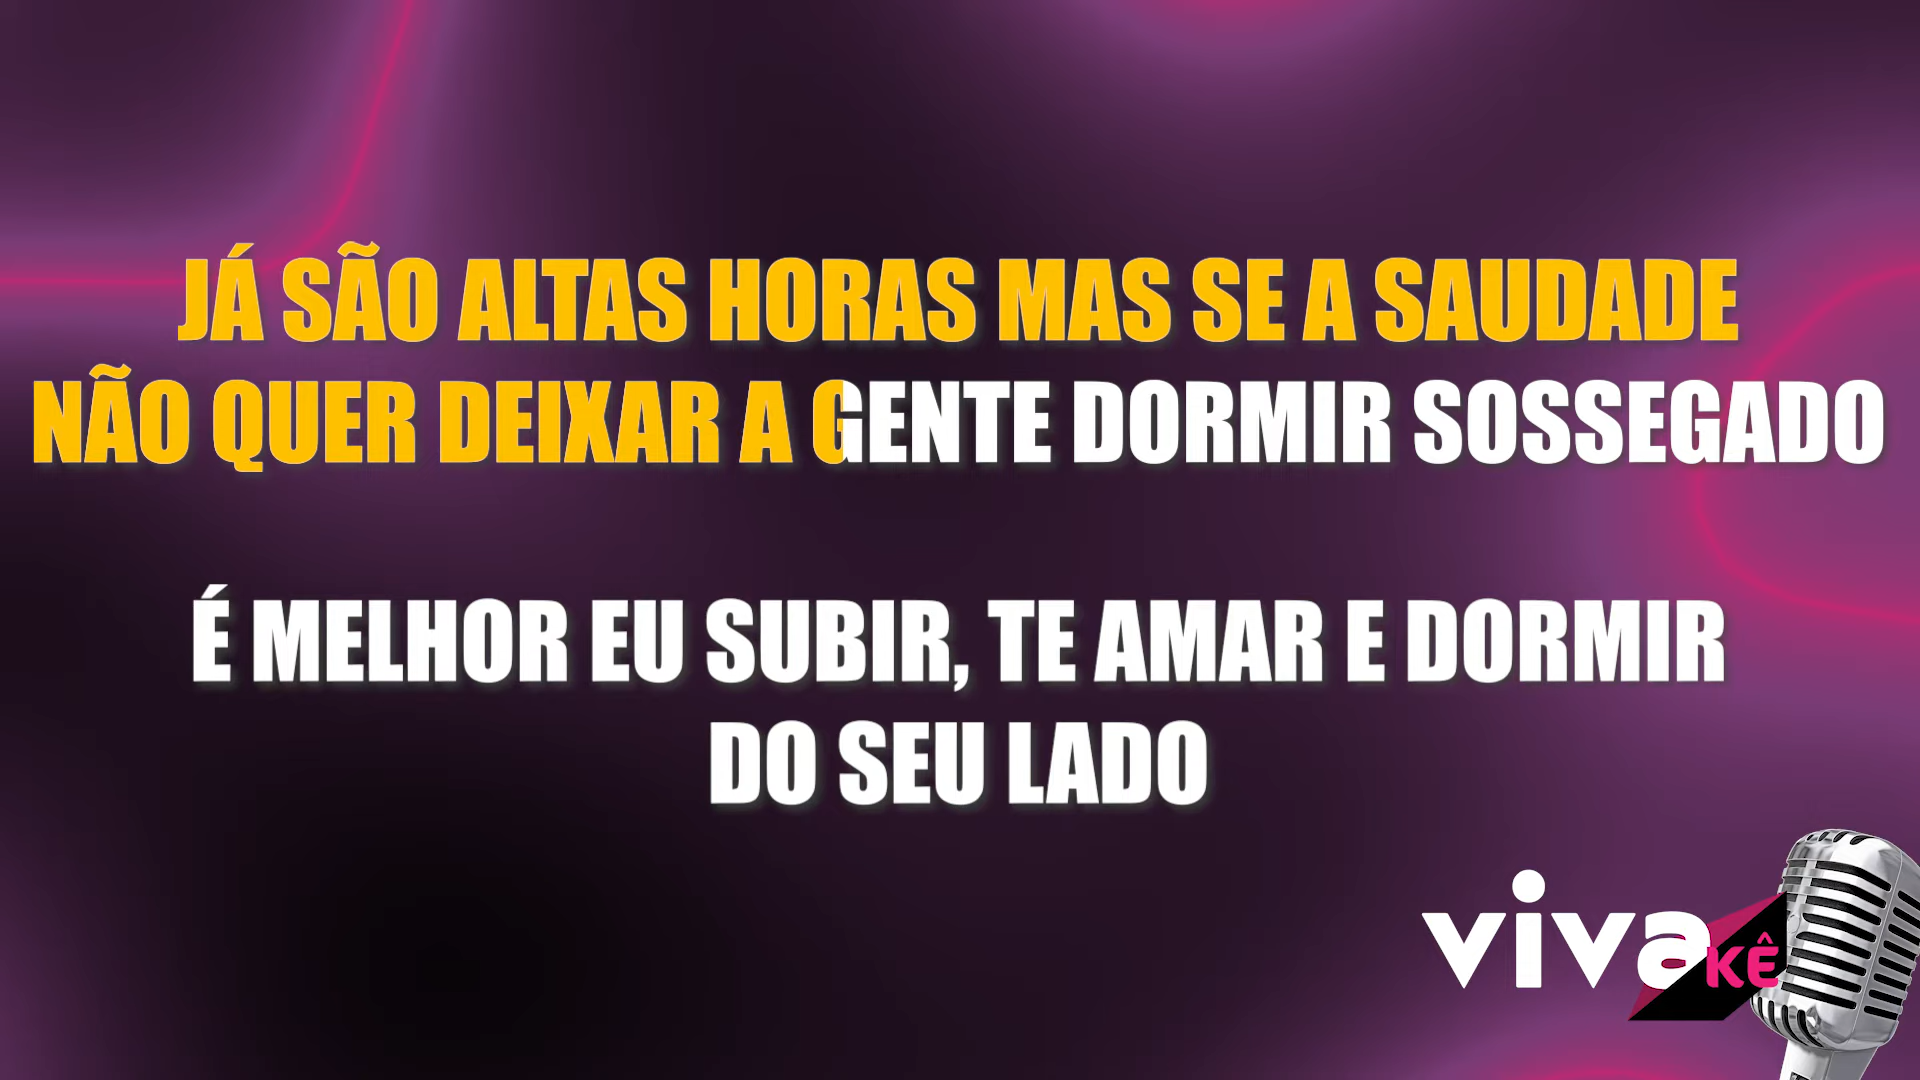 JÁ SÃO ALTAS HORAS MAS SE A SAUDADE
NÃO QUER DEIXAR A GENTE DORMIR SOSSEGADO
É MELHOR EU SUBIR, TE AMAR E DORMIR
DO SEU LADO
viva KÊ